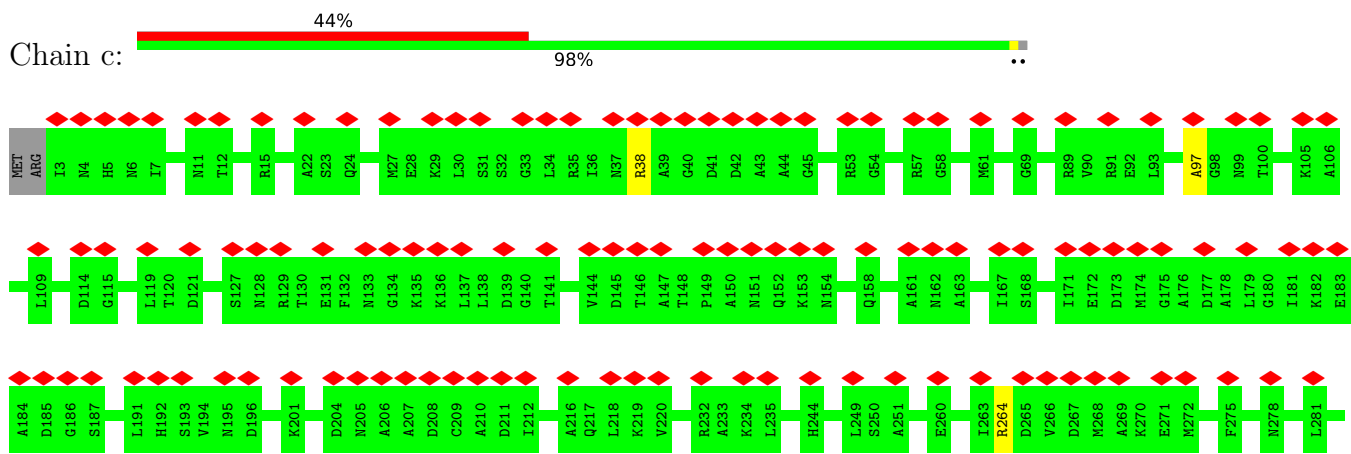 44%
Chain c:
98%
..
MET ARG I3 N4 H5 N6 I7 N11 T12 R15 A22 S23 Q24 M27 E28 K29 L30 S31 S32 G33 L34 R35 I36 N37 R38 A39 G40 D41 D42 A43 A44 G45 R53 G54 R57 G58 M61 G69 R89 V90 R91 E92 L93 A97 G98 N99 T100 K105 A106
L109 D114 G115 L119 T120 D121 S127 N128 R129 T130 E131 F132 N133 G134 K135 K136 L137 L138 D139 G140 T141 V144 D145 T146 A147 T148 P149 A150 N151 Q152 K153 N154 Q158 A161 N162 A163 I167 S168 I171 E172 D173 M174 G175 A176 D177 A178 L179 G180 I181 K182 E183
A184 D185 G186 S187 L191 H192 S193 V194 N195 D196 K201 D204 N205 A206 A207 D208 C209 A210 D211 I212 A216 Q217 L218 K219 V220 R232 A233 K234 L235 H244 L249 S250 A251 E260 I263 R264 D265 V266 D267 M268 A269 K270 E271 M272 F275 N278 L281